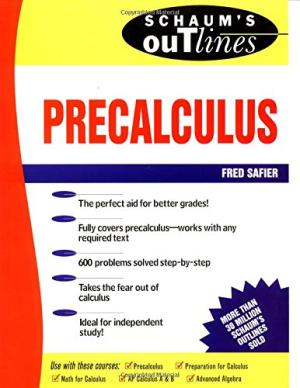 SCHAUM'S
OUTlines
PRECALCULUS
FRED SAFIER
The perfect aid for better grades!
Fully covers precalculus—works with any
required text
600 problems solved step-by-step
Takes the fear out of
calculus
Ideal for independent
study!
MORE THAN
30 MILLION
SCHAUM'S
OUTLINES
SOLD
Use with these courses: Precalculus Preparation for Calculus
Math for Calculus AP Calculus A & B Advanced Algebra